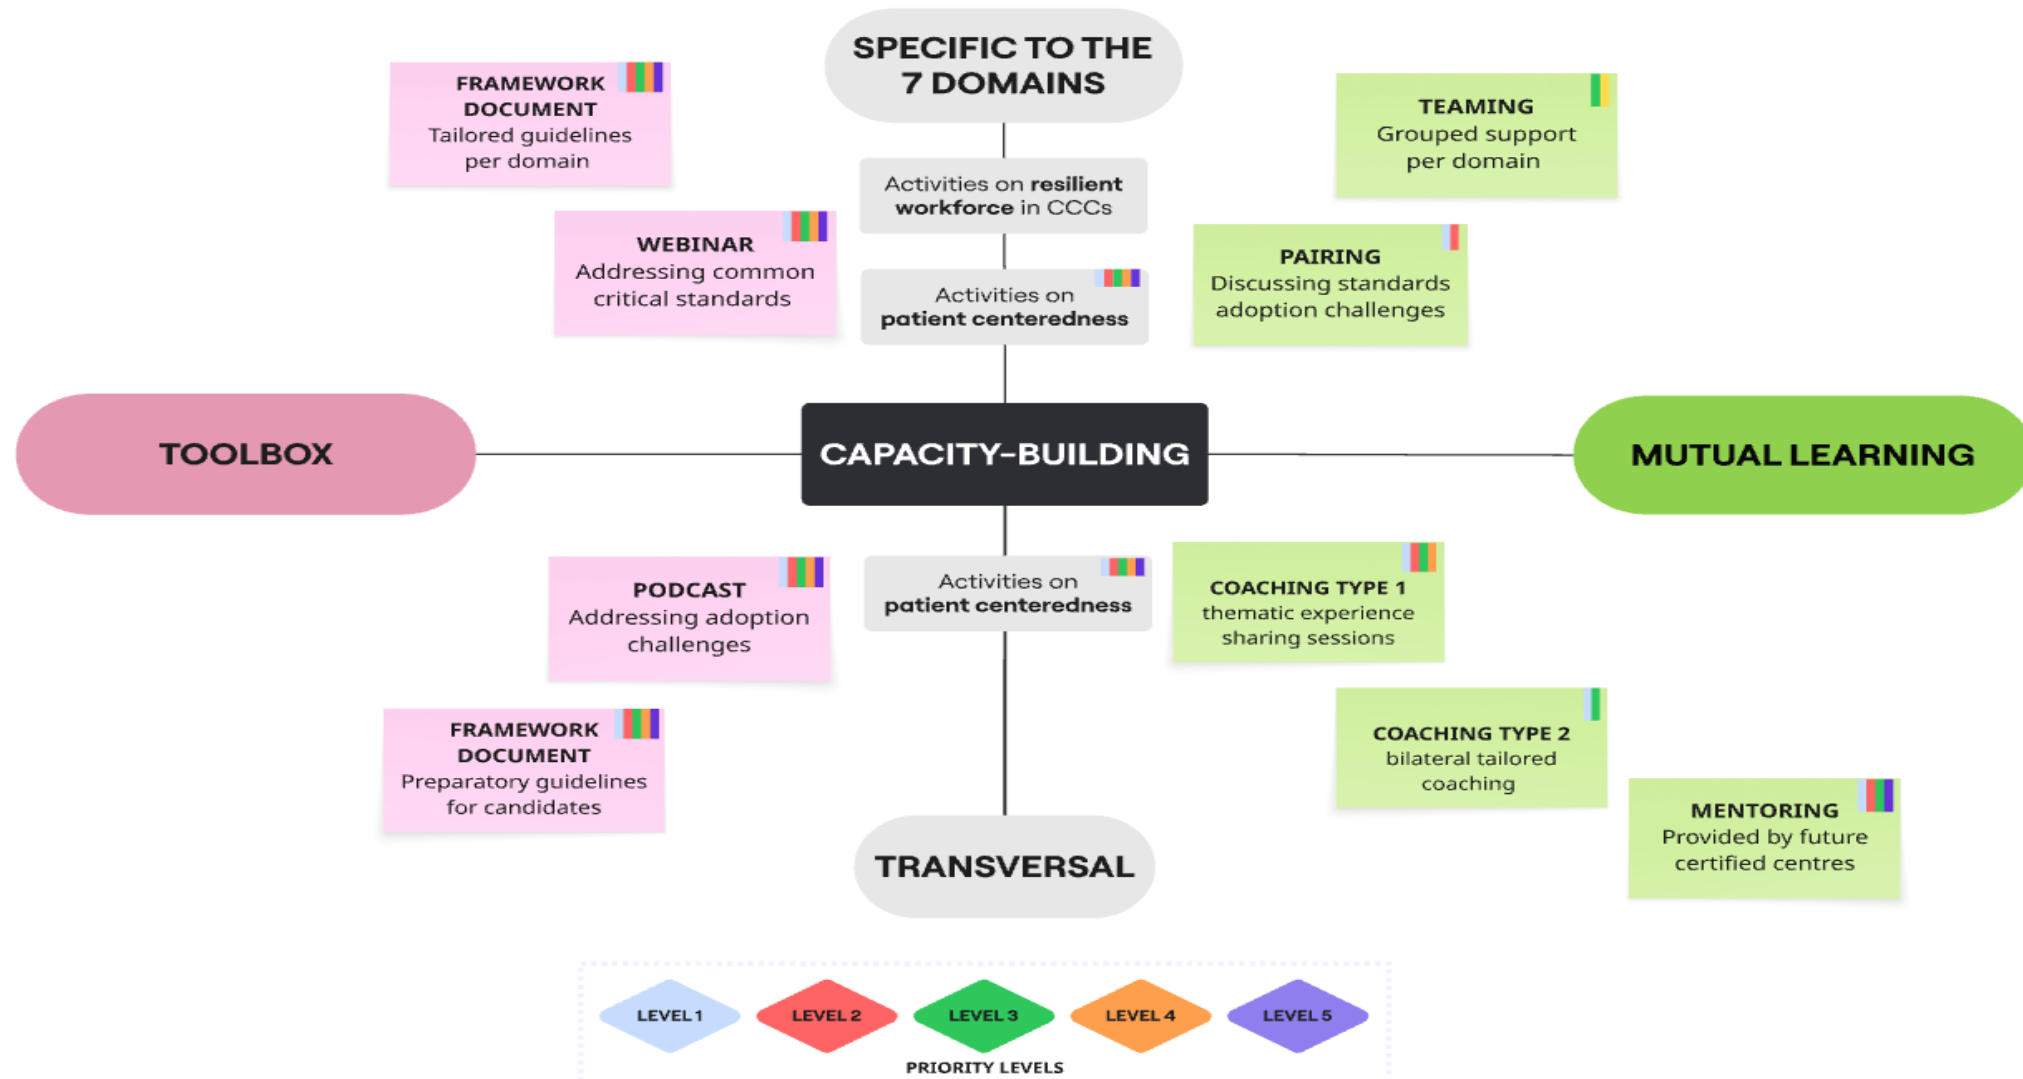 SPECIFIC TO THE
7 DOMAINS
FRAMEWORK
DOCUMENT
Tailored guidelines
per domain
TEAMING
Grouped support
per domain
Activities on resilient
workforce in CCCs
WEBINAR
Addressing common
critical standards
PAIRING
Discussing standards
adoption challenges
Activities on
patient centeredness
TOOLBOX
CAPACITY-BUILDING
MUTUAL LEARNING
PODCAST
Addressing adoption
challenges
Activities on
patient centeredness
COACHING TYPE 1
thematic experience
sharing sessions
FRAMEWORK
DOCUMENT
Preparatory guidelines
for candidates
COACHING TYPE 2
bilateral tailored
coaching
MENTORING
Provided by future
certified centres
TRANSVERSAL
LEVEL 1
LEVEL 2
LEVEL 3
LEVEL 4
LEVEL 5
PRIORITY LEVELS